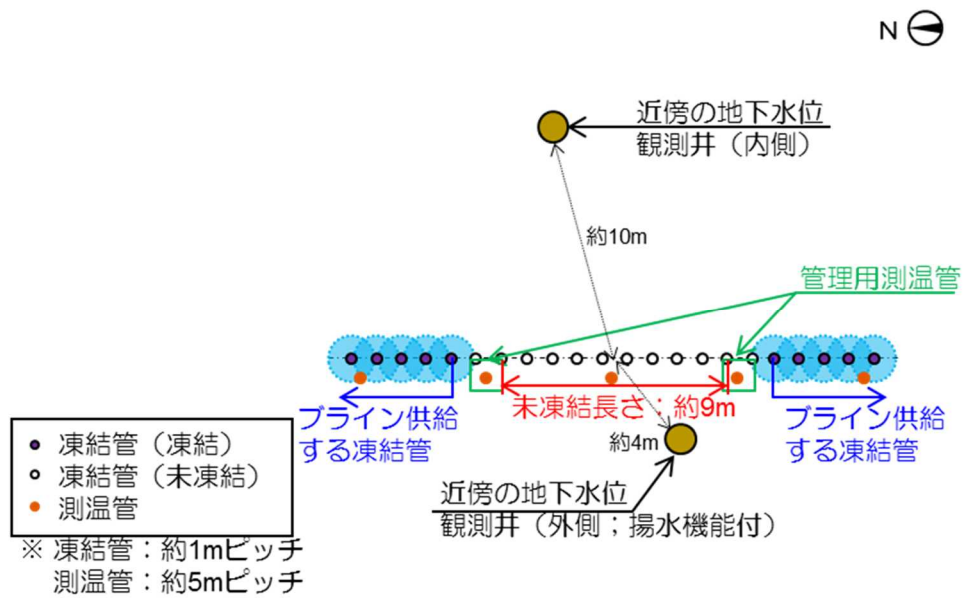 N
近傍の地下水位
観測井（内側）
約10m
管理用測温管
未凍結長さ：約9m
ブライン供給
する凍結管
ブライン供給
する凍結管
約4m
近傍の地下水位
観測井（外側；揚水機能付）
凍結管（凍結）
凍結管（未凍結）
測温管
※ 凍結管：約1mピッチ
測温管：約5mピッチ